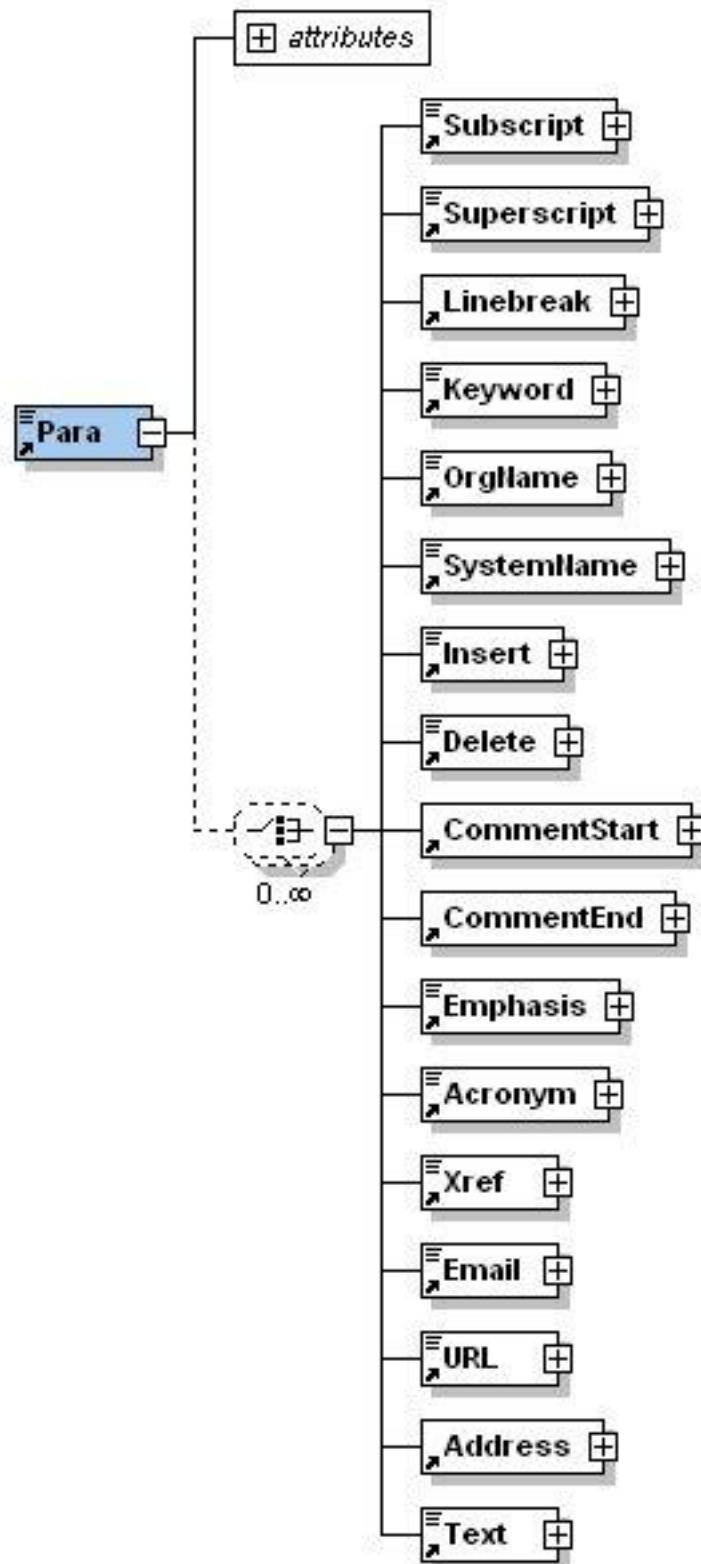 attributes
Subscript
Superscript
Linebreak
Keyword
Para
OrgName
SystemName
Insert
Delete
CommentStart
0..∞
CommentEnd
Emphasis
Acronym
Xref
Email
URL
Address
Text